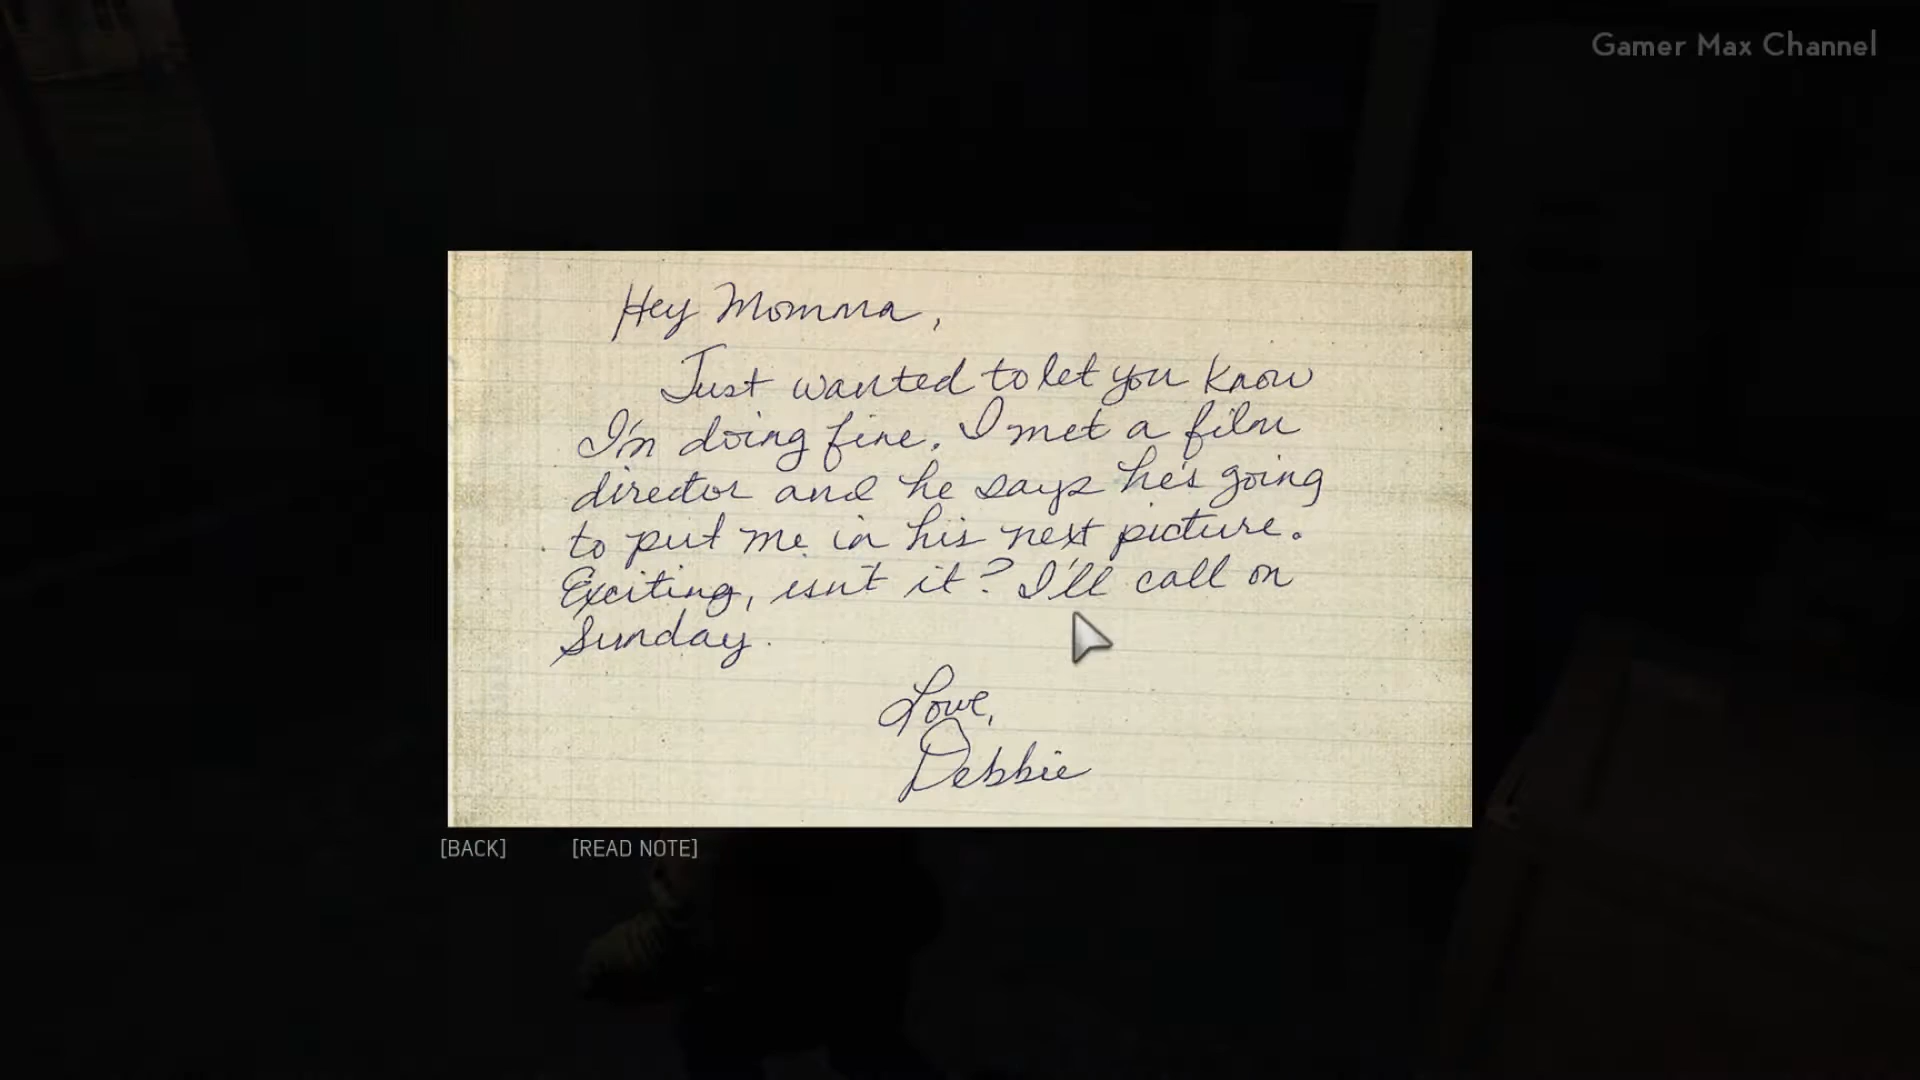 Gamer Max Channel
Hey Momma,
Just wanted to let you know
I'm doing fine. I met a film
director and he says he's going
to put me in his next picture.
Exciting, isn't it? I'll call on
Sunday.
Love,
Debbie
[BACK] [READ NOTE]